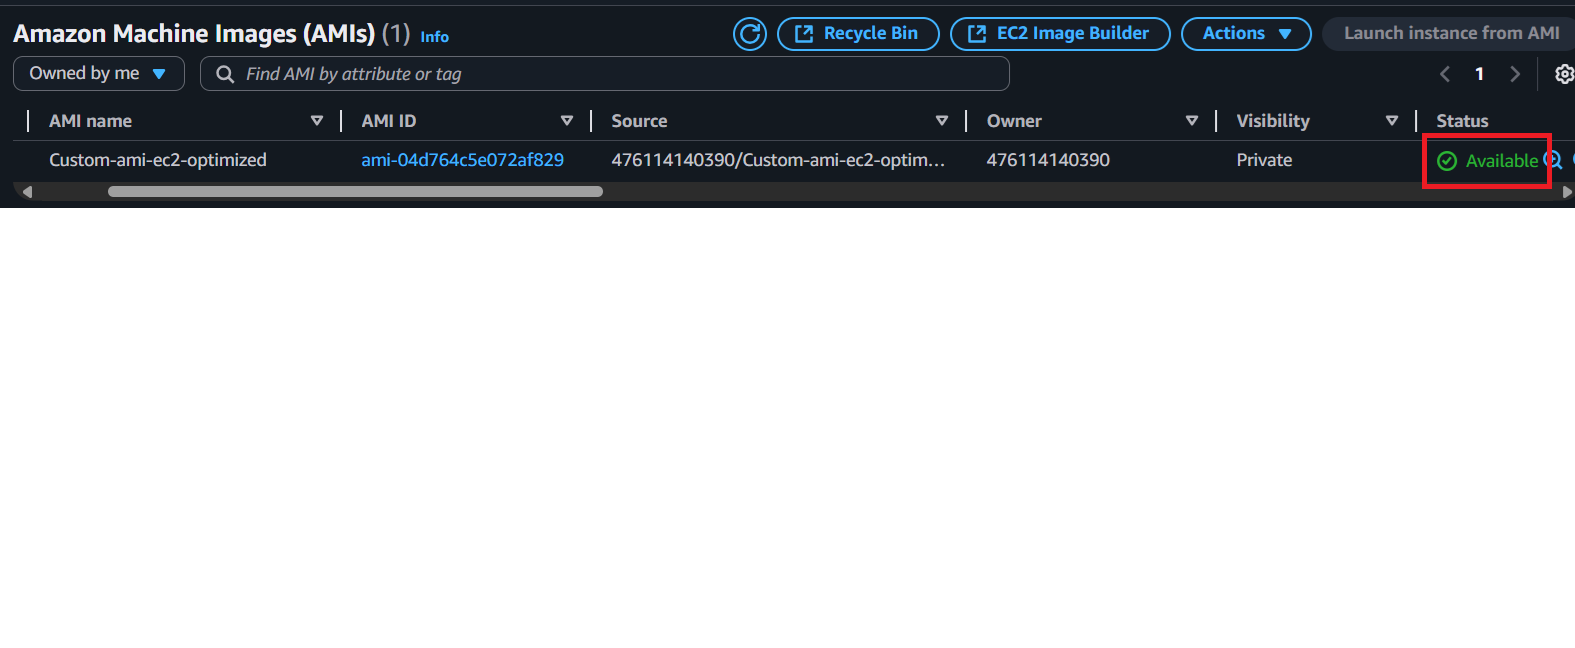 Amazon Machine Images (AMIs) (1) Info Recycle Bin EC2 Image Builder Actions Launch instance from AMI
Owned by me Find AMI by attribute or tag 1
AMI name AMI ID Source Owner Visibility Status
Custom-ami-ec2-optimized ami-04d764c5e072af829 476114140390/Custom-ami-ec2-optim... 476114140390 Private Available